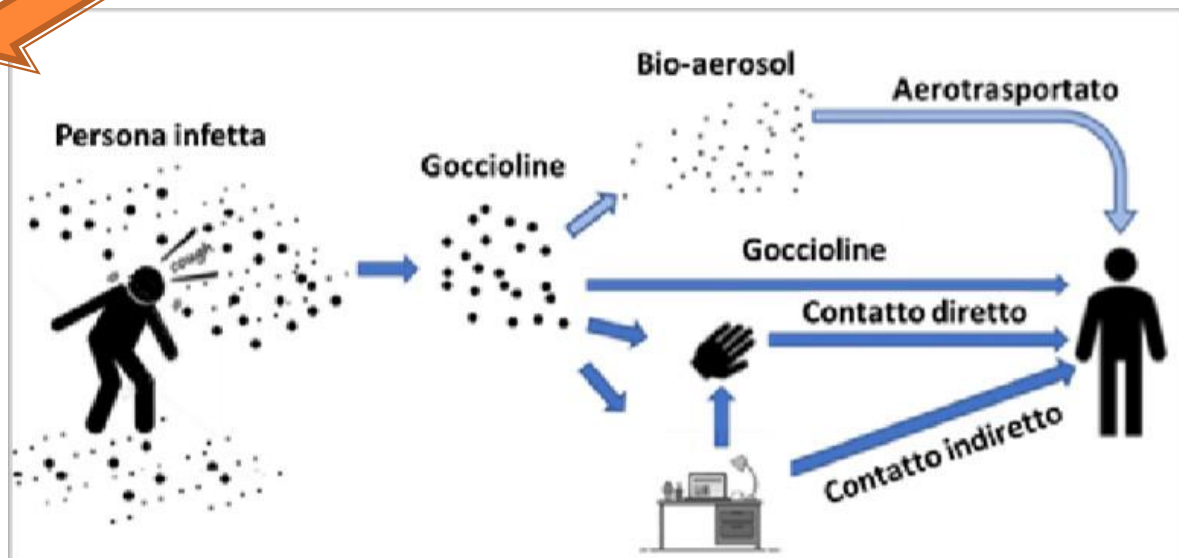 Bio-aerosol
Aerotrasportato
Persona infetta
Goccioline
cough
Goccioline
Contatto diretto
Contatto indiretto